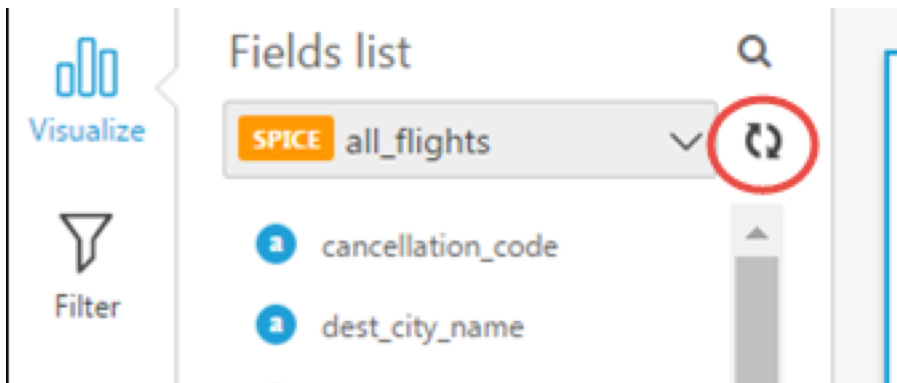 Fields list
Visualize
SPICE all_flights
a cancellation_code
Filter
a dest_city_name